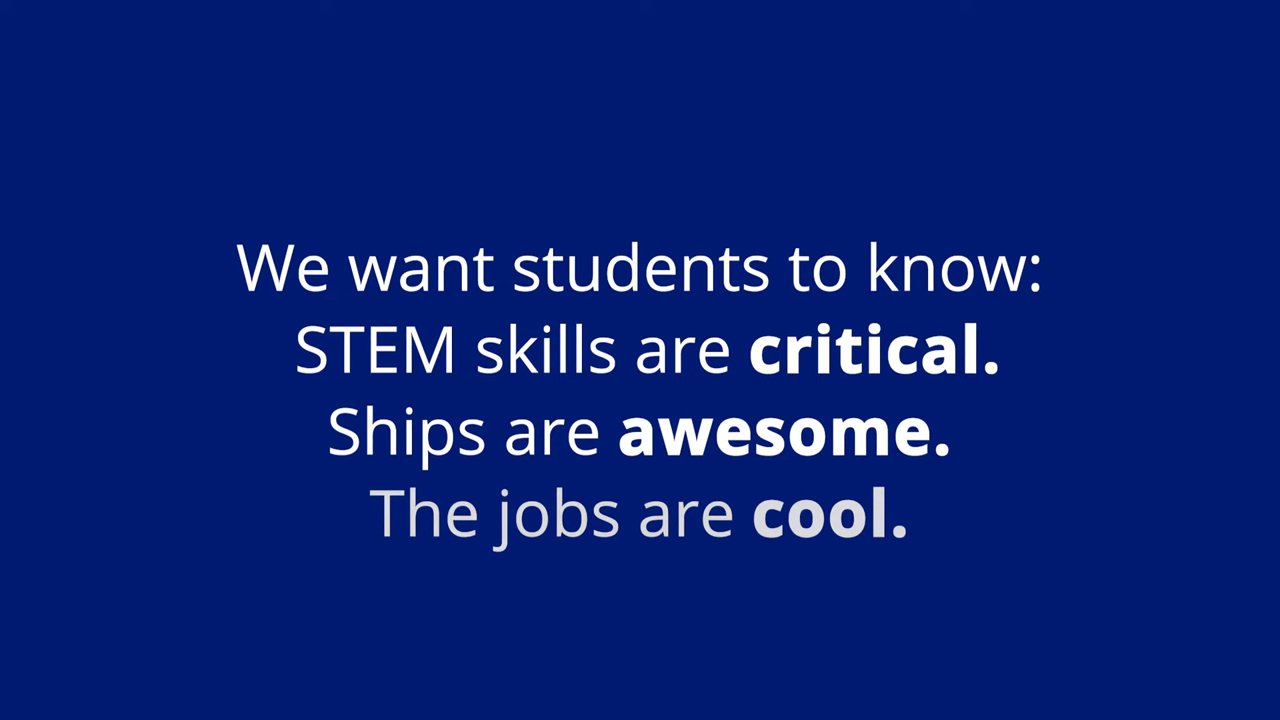 We want students to know:
STEM skills are critical.
Ships are awesome.
The jobs are cool.